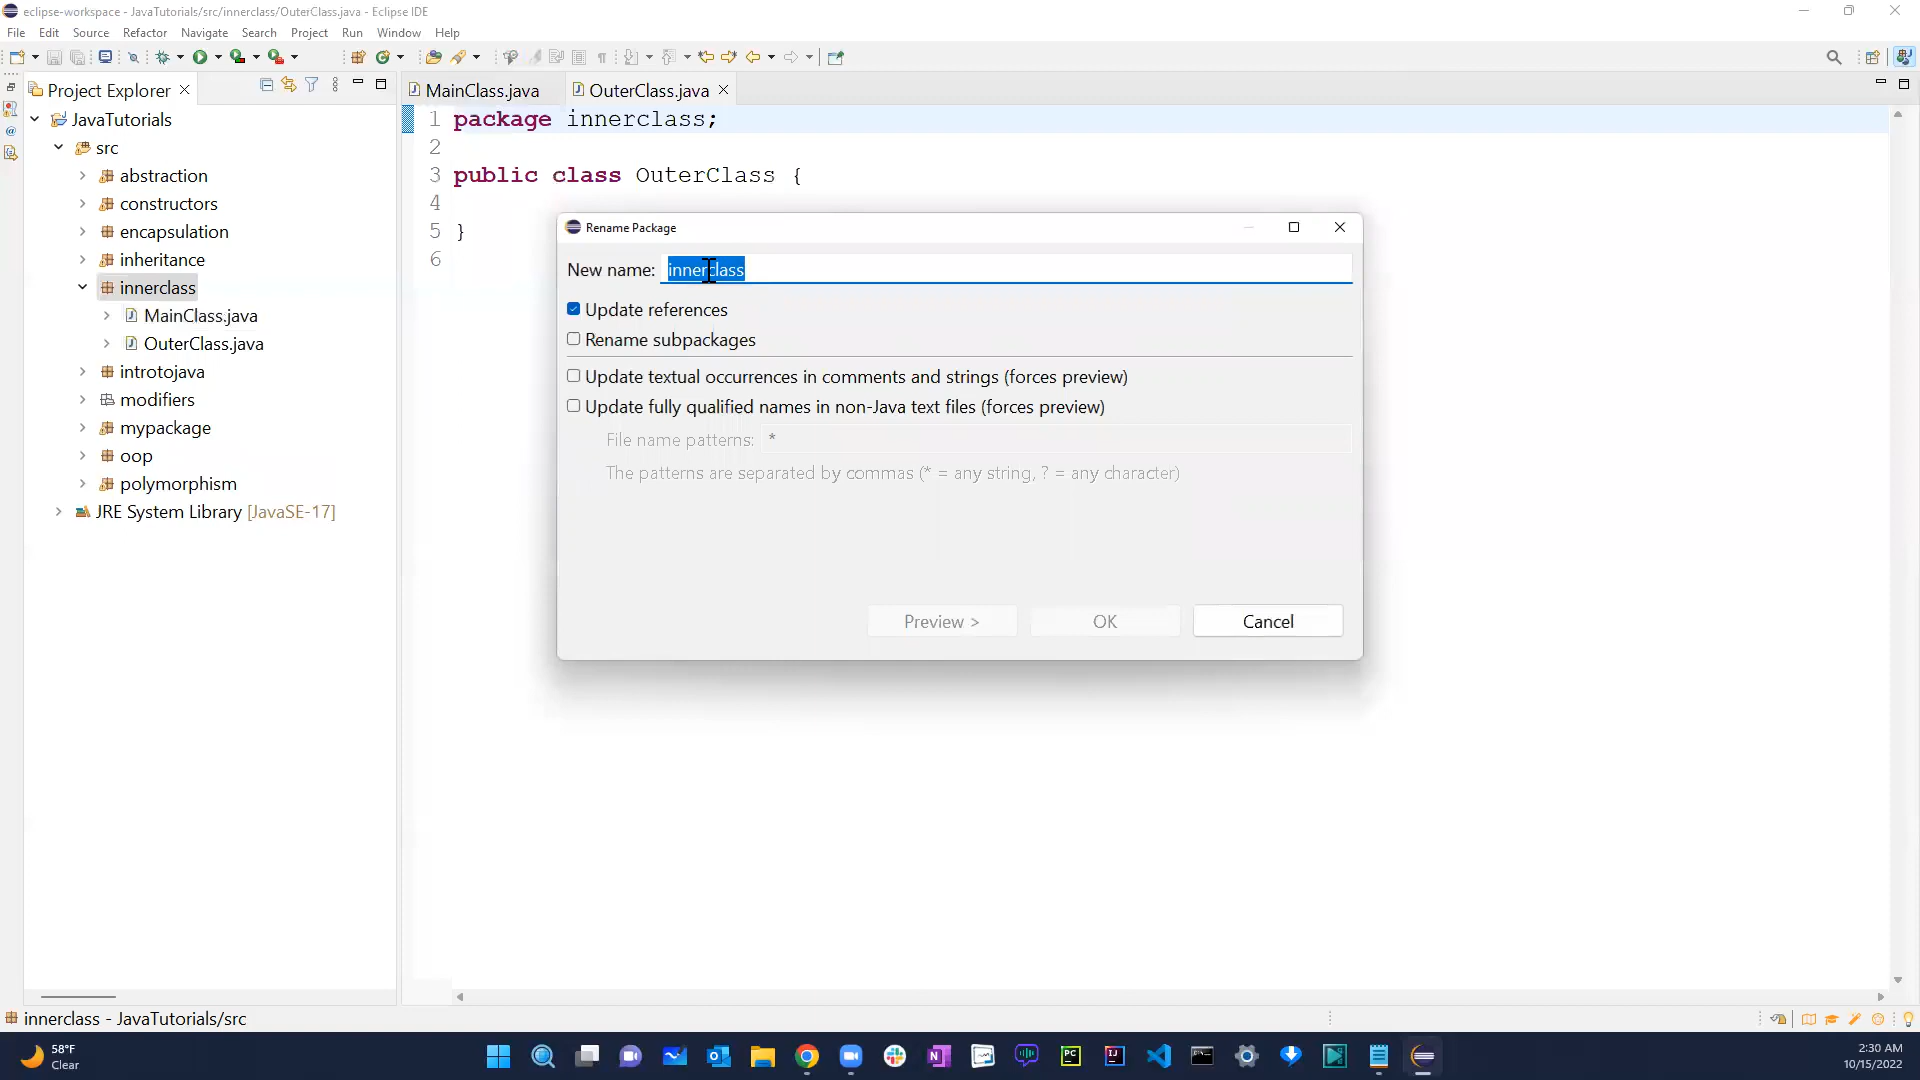 eclipse-workspace - JavaTutorials/src/innerclass/OuterClass.java - Eclipse IDE
File Edit Source Refactor Navigate Search Project Run Window Help
Project Explorer
MainClass.java
OuterClass.java
JavaTutorials
src
abstraction
constructors
encapsulation
inheritance
innerclass
MainClass.java
OuterClass.java
introtojava
modifiers
mypackage
oop
polymorphism
JRE System Library [JavaSE-17]
1 package innerclass;
2
3 public class OuterClass {
4
5 }
6
Rename Package
New name: innerclass
Update references
Rename subpackages
Update textual occurrences in comments and strings (forces preview)
Update fully qualified names in non-Java text files (forces preview)
File name patterns: *
The patterns are separated by commas (* = any string, ? = any character)
Preview > OK Cancel
innerclass - JavaTutorials/src
58°F
Clear
2:30 AM
10/15/2022